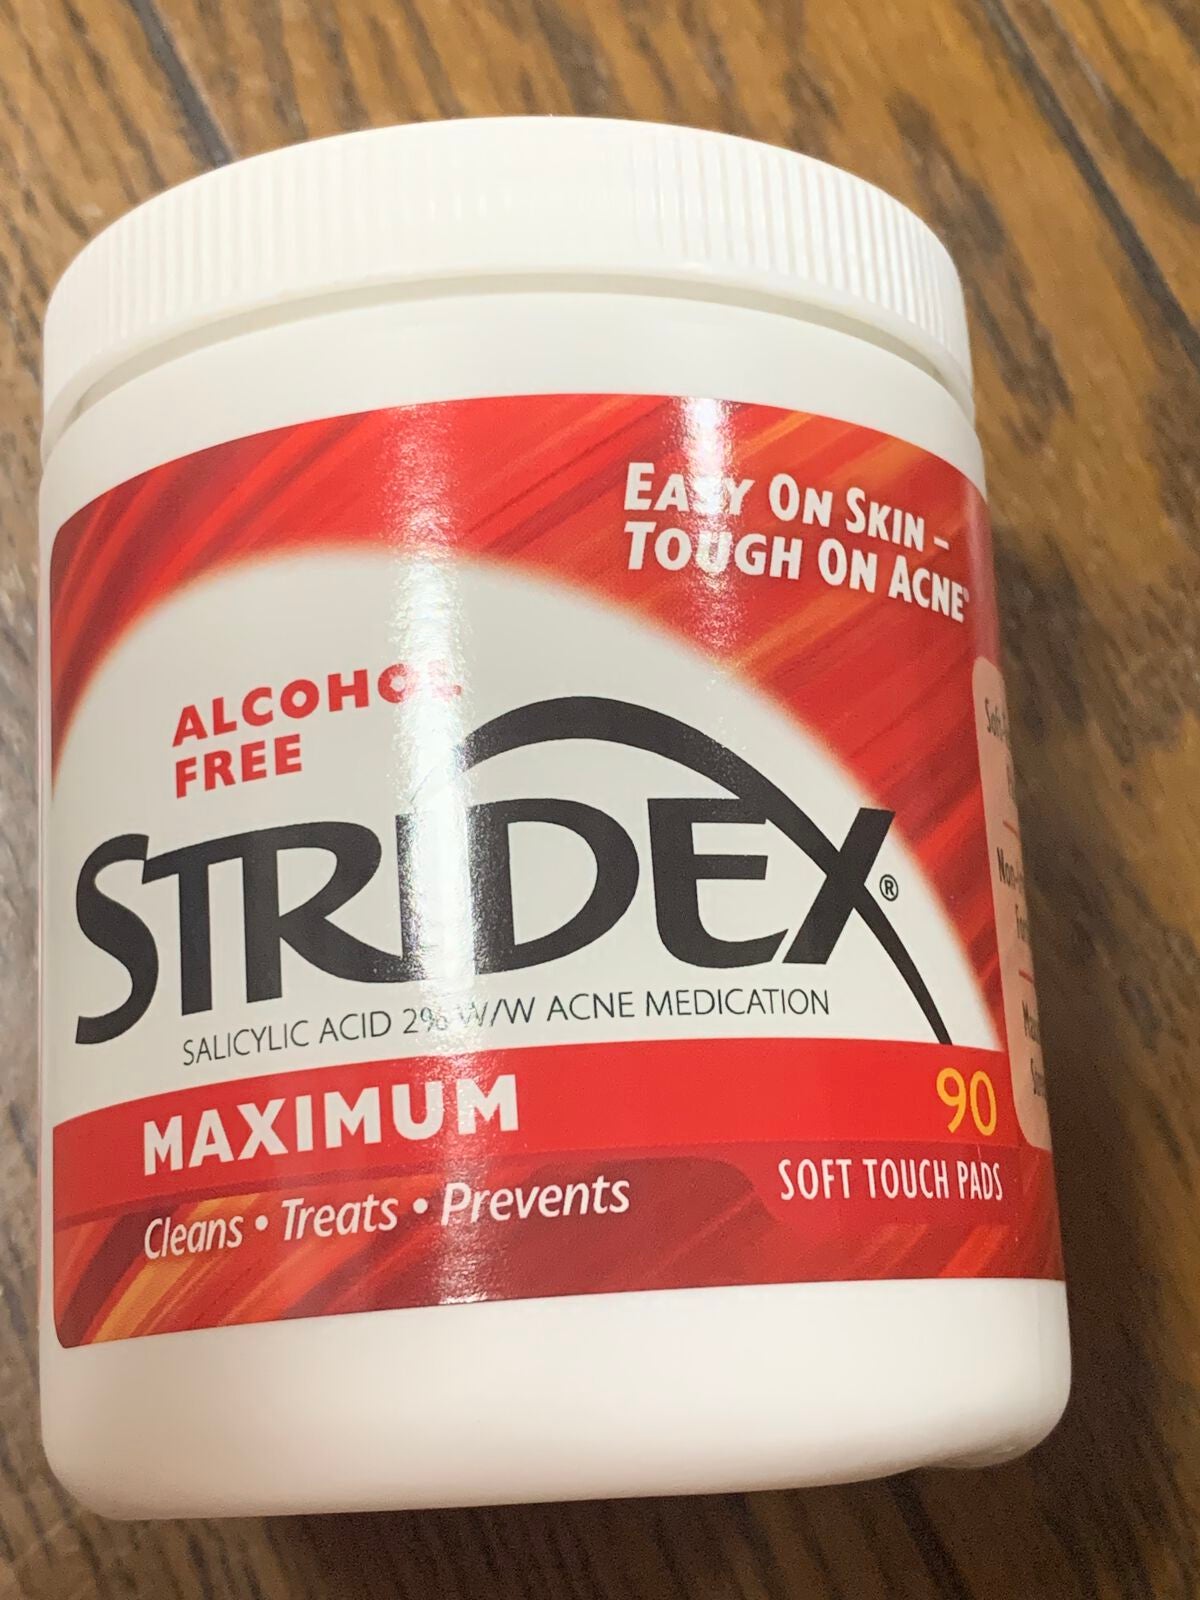 EASY ON SKIN –
TOUGH ON ACNE™
ALCOHOL
FREE
STRIDEX®
SALICYLIC ACID 2% W/W ACNE MEDICATION
MAXIMUM
90
SOFT TOUCH PADS
Cleans • Treats • Prevents